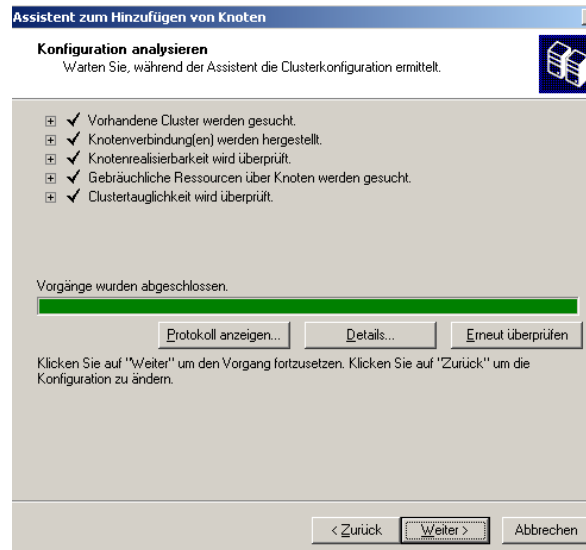 Assistent zum Hinzufügen von Knoten
Konfiguration analysieren
Warten Sie, während der Assistent die Clusterkonfiguration ermittelt.
Vorhandene Cluster werden gesucht.
Knotenverbindung(en) werden hergestellt.
Knotenrealisierbarkeit wird überprüft.
Gebräuchliche Ressourcen über Knoten werden gesucht.
Clustertauglichkeit wird überprüft.
Vorgänge wurden abgeschlossen.
Protokoll anzeigen... Details... Erneut überprüfen
Klicken Sie auf "Weiter" um den Vorgang fortzusetzen. Klicken Sie auf "Zurück" um die
Konfiguration zu ändern.
< Zurück Weiter > Abbrechen